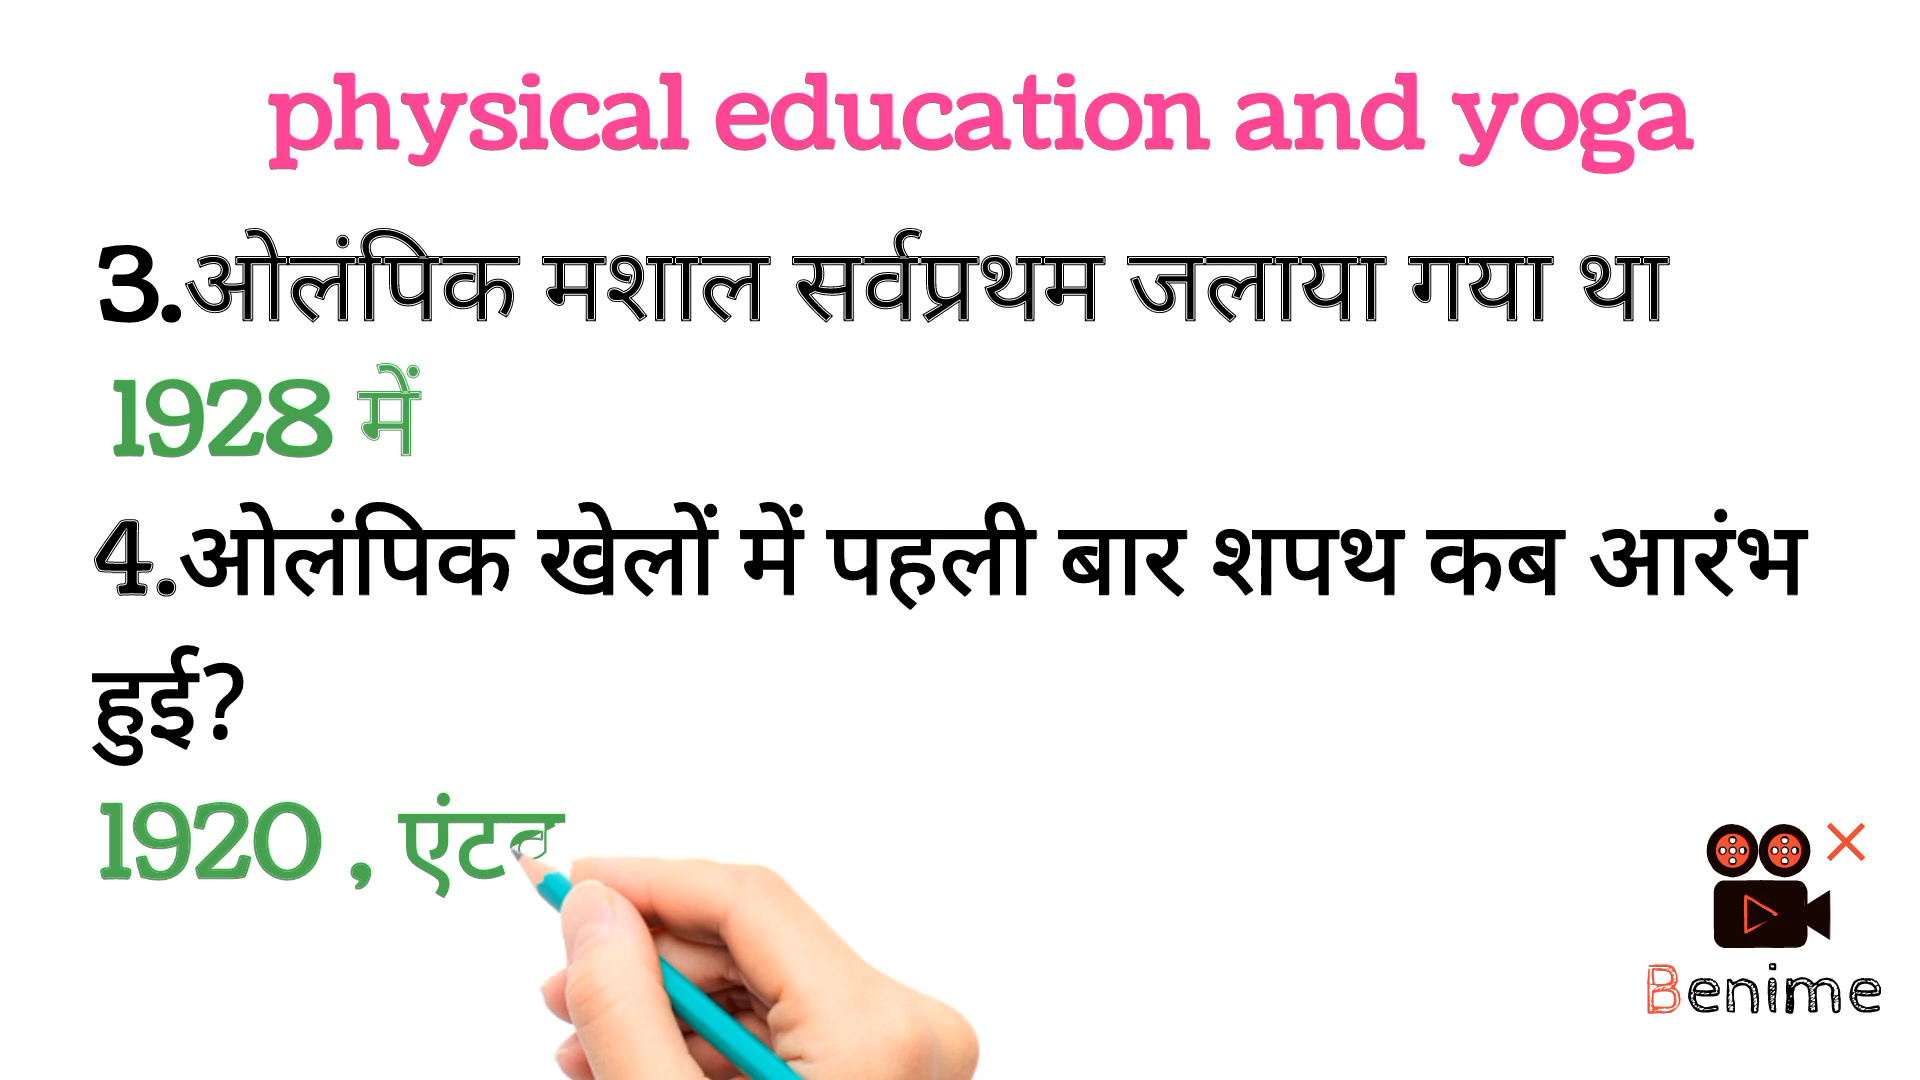 physical education and yoga
3.ओलंपिक मशाल सर्वप्रथम जलाया गया था
1928 में
4.ओलंपिक खेलों में पहली बार शपथ कब आरंभ
हुई?
1920 ,
Benime